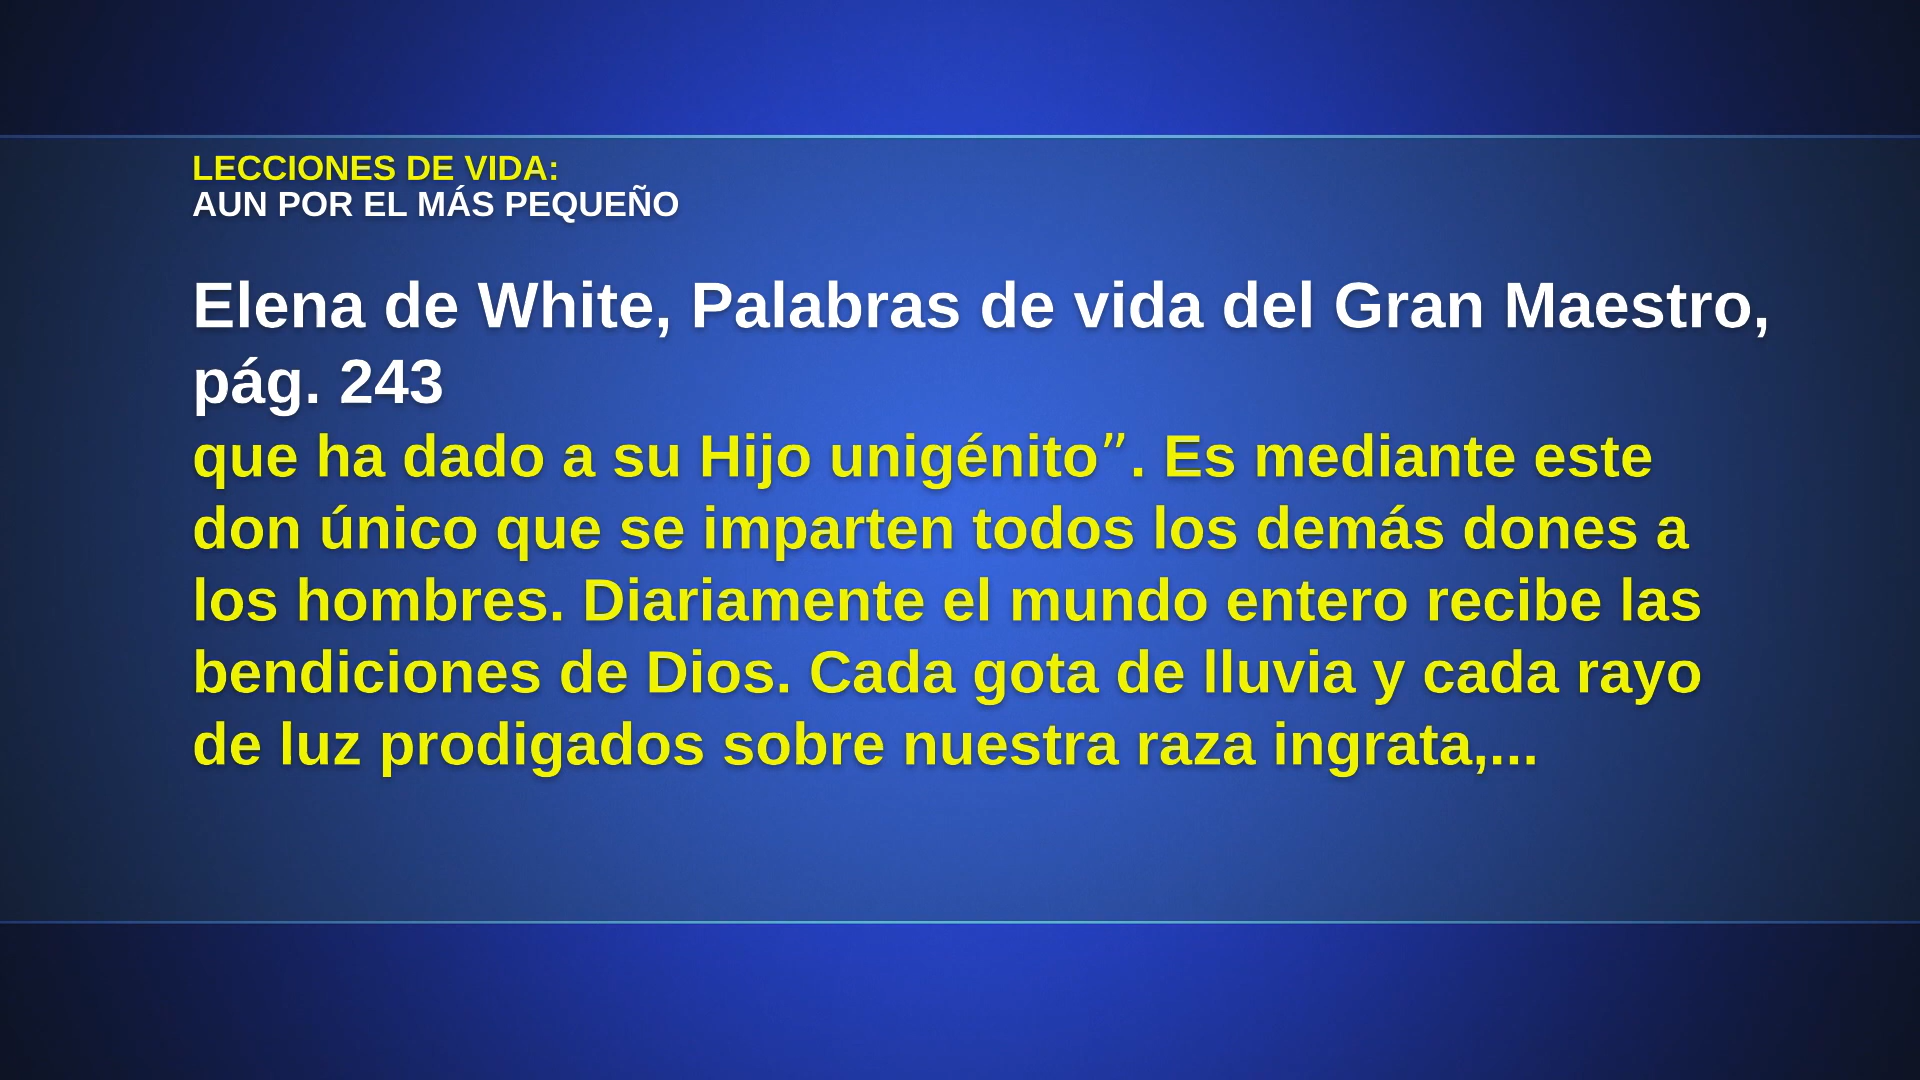 LECCIONES DE VIDA:
AUN POR EL MÁS PEQUEÑO
Elena de White, Palabras de vida del Gran Maestro,
pág. 243
que ha dado a su Hijo unigénito”. Es mediante este
don único que se imparten todos los demás dones a
los hombres. Diariamente el mundo entero recibe las
bendiciones de Dios. Cada gota de lluvia y cada rayo
de luz prodigados sobre nuestra raza ingrata,...